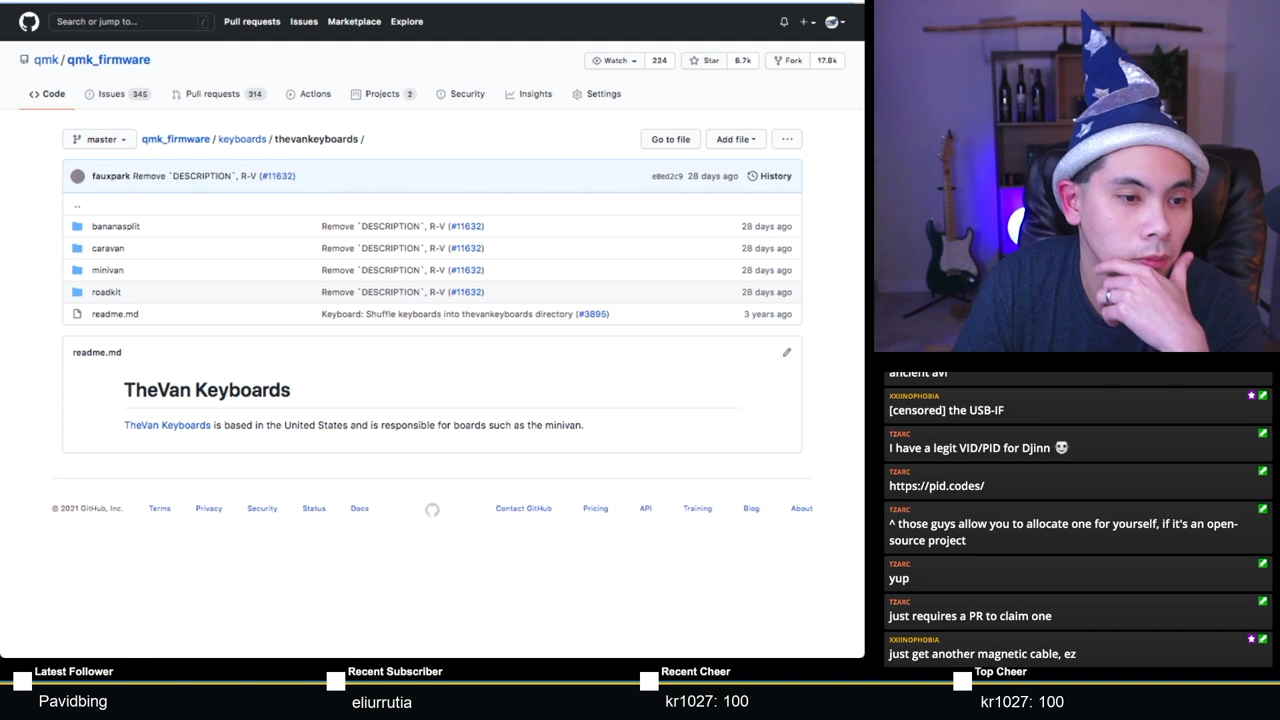 Search or jump to... /
Pull requests Issues Marketplace Explore
qmk / qmk_firmware
Watch 224 Star 8.7k Fork 17.8k
Code Issues 345 Pull requests 314 Actions Projects 2 Security Insights Settings
master qmk_firmware / keyboards / thevankeyboards / Go to file Add file ...
fauxpark Remove `DESCRIPTION`, R-V (#11632) e0ed2c9 28 days ago History
..
bananasplit Remove `DESCRIPTION`, R-V (#11632) 28 days ago
caravan Remove `DESCRIPTION`, R-V (#11632) 28 days ago
minivan Remove `DESCRIPTION`, R-V (#11632) 28 days ago
roadkit Remove `DESCRIPTION`, R-V (#11632) 28 days ago
readme.md Keyboard: Shuffle keyboards into thevankeyboards directory (#3895) 3 years ago
readme.md
TheVan Keyboards
TheVan Keyboards is based in the United States and is responsible for boards such as the minivan.
© 2021 GitHub, Inc. Terms Privacy Security Status Docs Contact GitHub Pricing API Training Blog About
ancient avr
XXIINOPHOBIA
[censored] the USB-IF
TZARC
I have a legit VID/PID for Djinn
TZARC
https://pid.codes/
TZARC
^ those guys allow you to allocate one for yourself, if it's an open-
source project
TZARC
yup
TZARC
just requires a PR to claim one
XXIINOPHOBIA
just get another magnetic cable, ez
Latest Follower
Pavidbing
Recent Subscriber
eliurrutia
Recent Cheer
kr1027: 100
Top Cheer
kr1027: 100